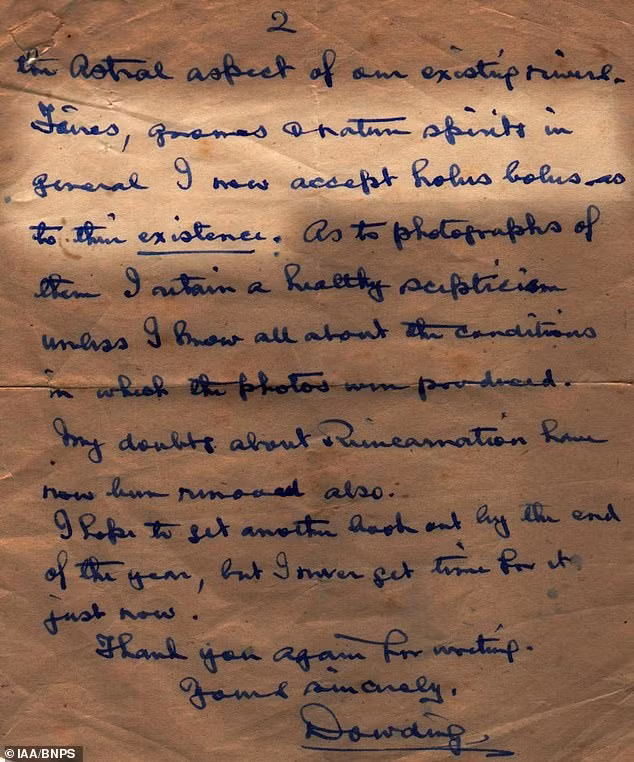 2
the Astral aspect of our existing rivers.
Fairies, gnomes & nature spirits in
general I now accept holus bolus as
to their existence. As to photographs of
them I retain a healthy scepticism
unless I know all about the conditions
in which the photos were produced.
My doubts about Reincarnation have
now been removed also.
I hope to get another book out by the end
of the year, but I never get time for it
just now.
Thank you again for writing.
Yours sincerely,
Dowding
© IAA/BNPS